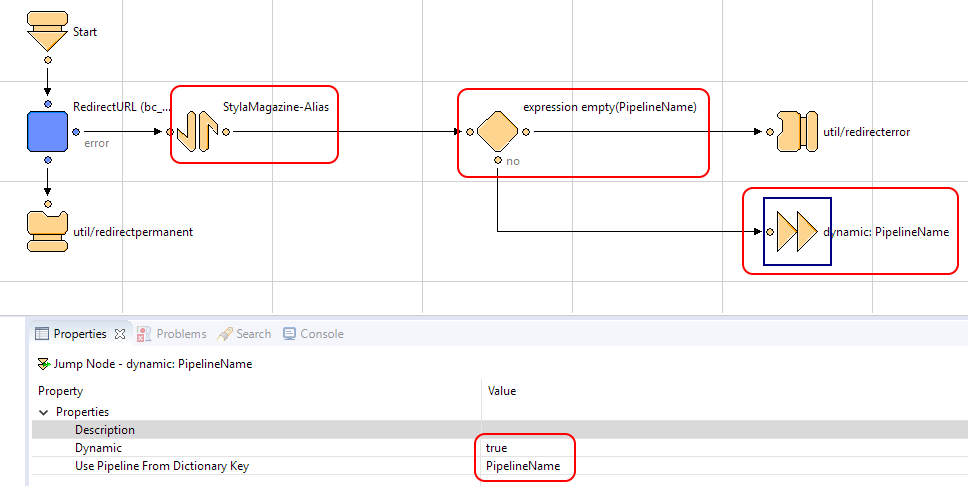 Start
RedirectURL (bc_...
StylaMagazine-Alias
expression empty(PipelineName)
error
util/redirecterror
no
util/redirectpermanent
dynamic: PipelineName
Properties
Problems
Search
Console
Jump Node - dynamic: PipelineName
Property Value
Properties
Description
Dynamic true
Use Pipeline From Dictionary Key PipelineName